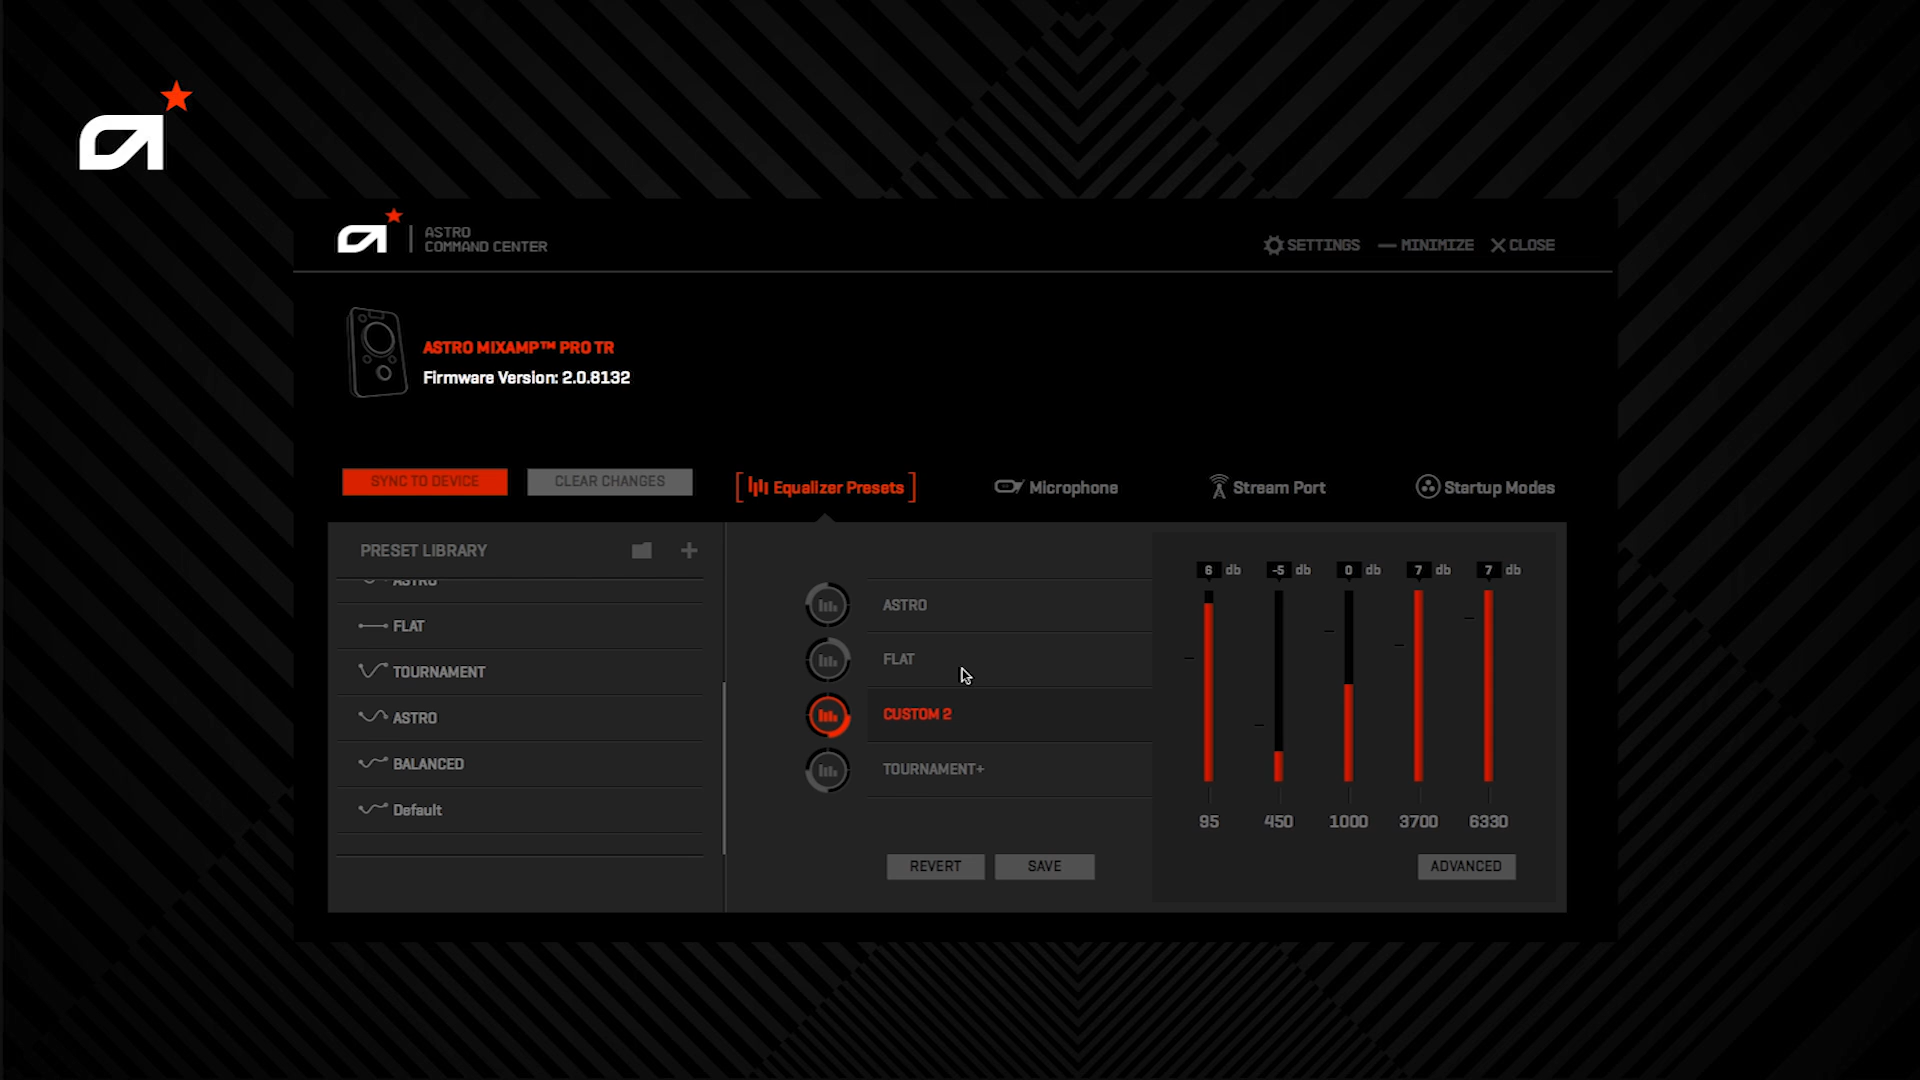 ASTRO
COMMAND CENTER
SETTINGS MINIMIZE CLOSE
ASTRO MIXAMP™ PRO TR
Firmware Version: 2.0.8132
SYNC TO DEVICE CLEAR CHANGES
Equalizer Presets Microphone Stream Port Startup Modes
PRESET LIBRARY
ASTRO
FLAT
TOURNAMENT
ASTRO
BALANCED
Default
ASTRO
FLAT
CUSTOM 2
TOURNAMENT+
REVERT SAVE
6 db -5 db 0 db 7 db 7 db
95 450 1000 3700 6330
ADVANCED